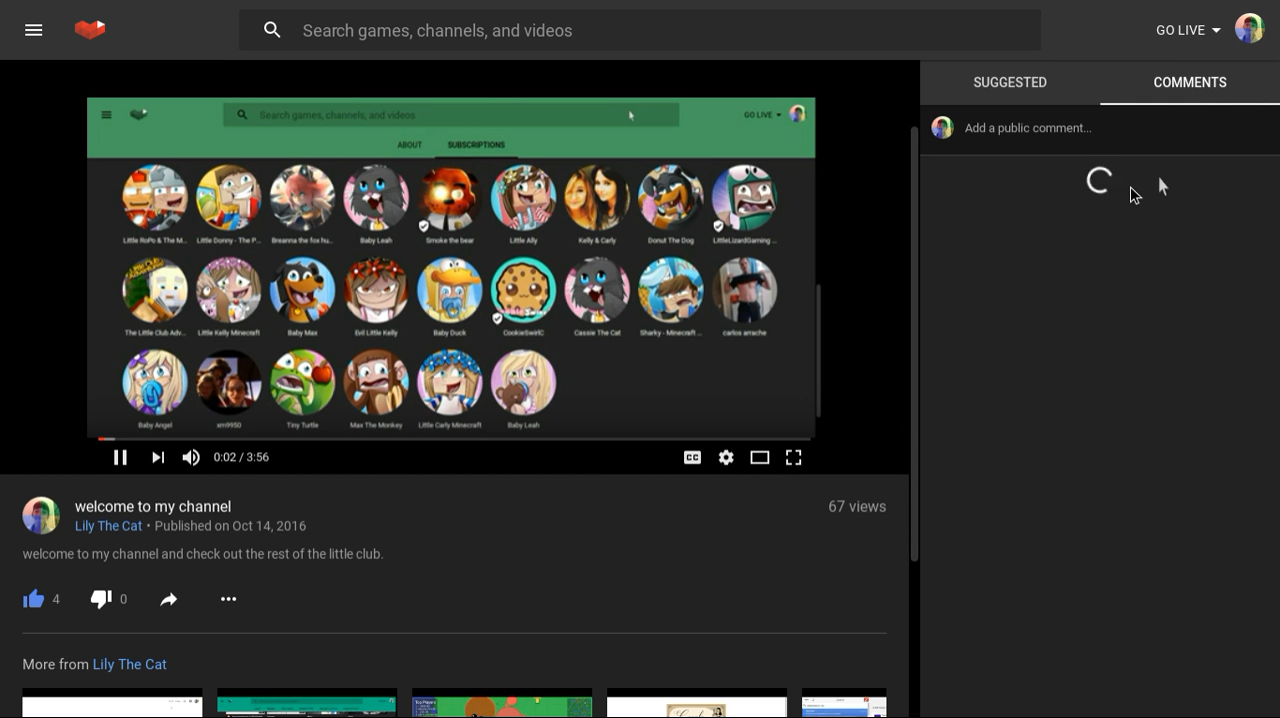 Search games, channels, and videos
GO LIVE
SUGGESTED
COMMENTS
Add a public comment...
Search games, channels, and videos
GO LIVE
ABOUT
SUBSCRIPTIONS
Little RoPo & The M...
Little Donny - The P...
Breanna the fox hu...
Baby Leah
Smoke the bear
Little Ally
Kelly & Carly
Donut The Dog
LittleLizardGaming ...
The Little Club Adv...
Little Kelly Minecraft
Baby Max
Evil Little Kelly
Baby Duck
CookieSwirlC
Cassie The Cat
Sharky - Minecraft ...
carlos arrache
Baby Angel
xm9950
Tiny Turtle
Max The Monkey
Little Carly Minecraft
Baby Leah
0:02 / 3:56
CC
welcome to my channel
67 views
Lily The Cat • Published on Oct 14, 2016
welcome to my channel and check out the rest of the little club.
4
0
More from Lily The Cat